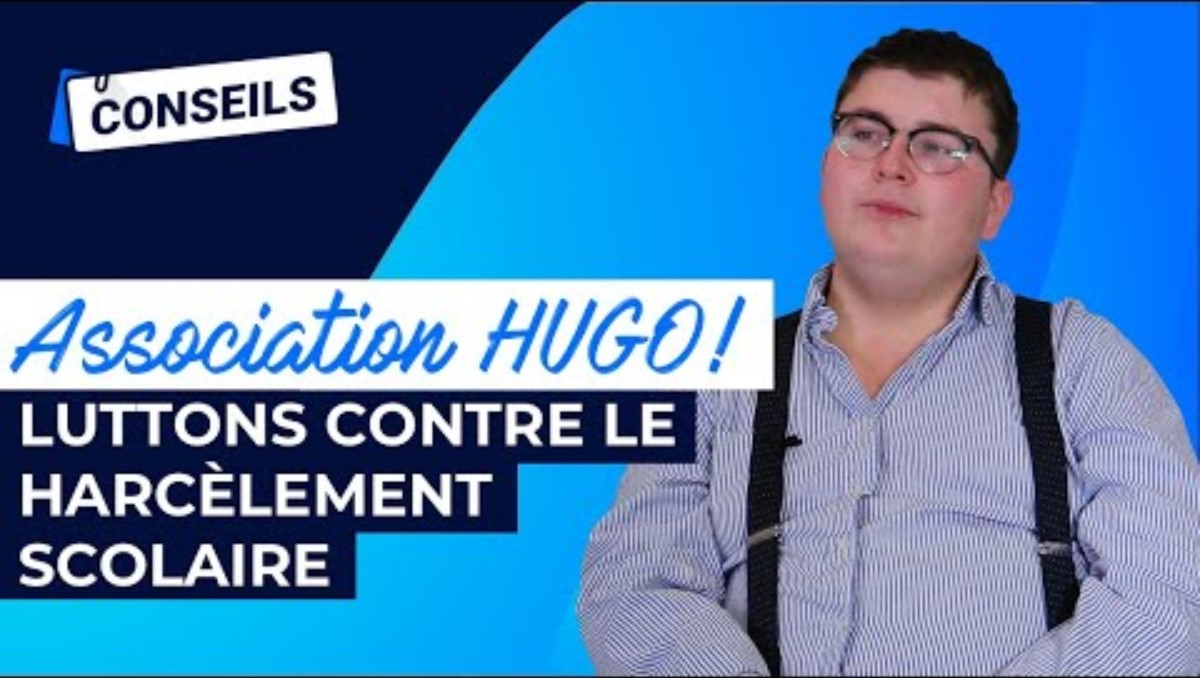 CONSEILS
Association HUGO!
LUTTONS CONTRE LE
HARCÈLEMENT
SCOLAIRE